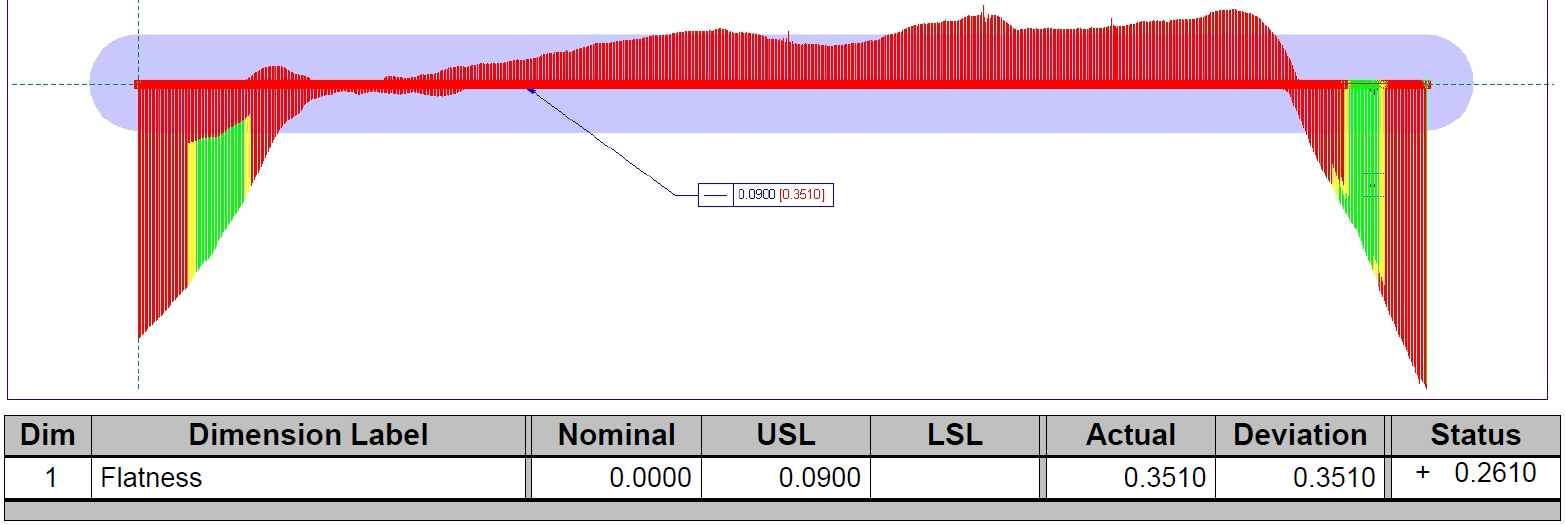 0.0900 [0.3510]
Dim Dimension Label Nominal USL LSL Actual Deviation Status
1 Flatness 0.0000 0.0900 0.3510 0.3510 + 0.2610